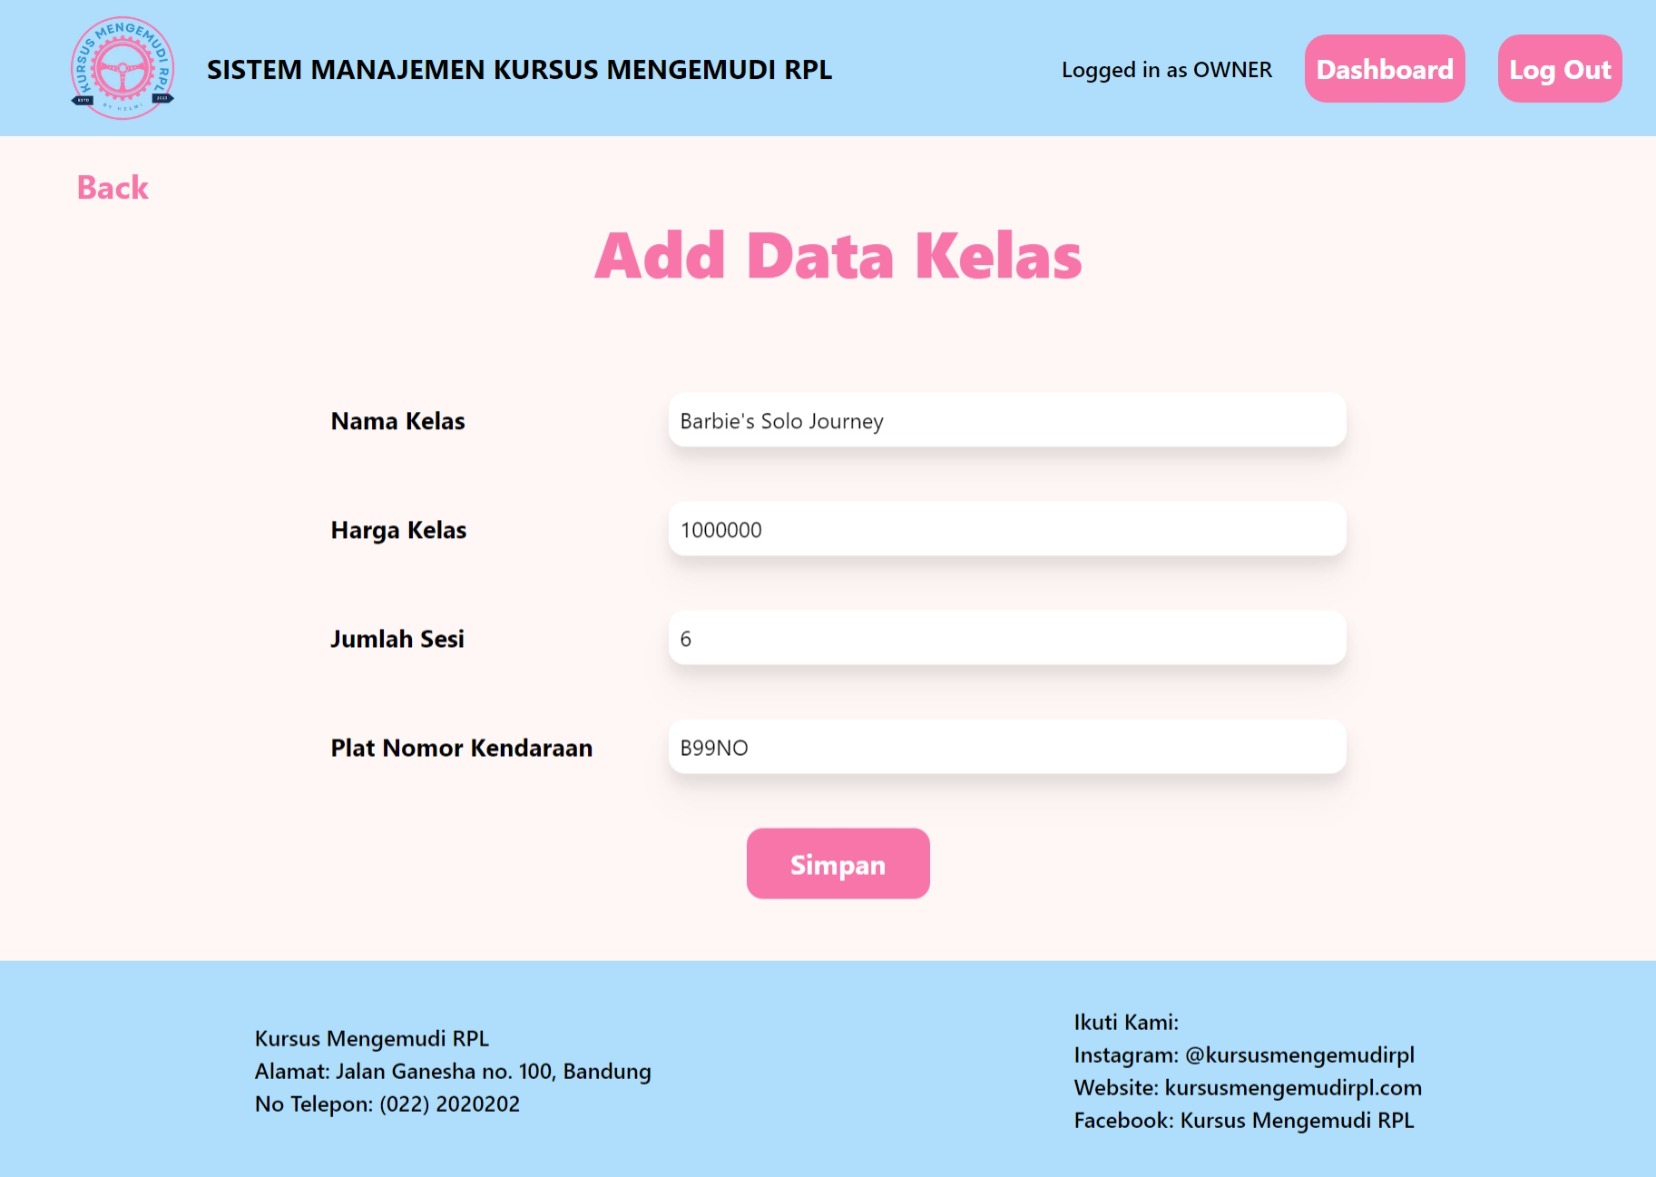 KURSUS MENGEMUDI RPL
BY HELMI
SISTEM MANAJEMEN KURSUS MENGEMUDI RPL
Logged in as OWNER
Dashboard
Log Out
Back
Add Data Kelas
Nama Kelas
Barbie's Solo Journey
Harga Kelas
1000000
Jumlah Sesi
6
Plat Nomor Kendaraan
B99NO
Simpan
Kursus Mengemudi RPL
Alamat: Jalan Ganesha no. 100, Bandung
No Telepon: (022) 2020202
Ikuti Kami:
Instagram: @kursusmengemudirpl
Website: kursusmengemudirpl.com
Facebook: Kursus Mengemudi RPL